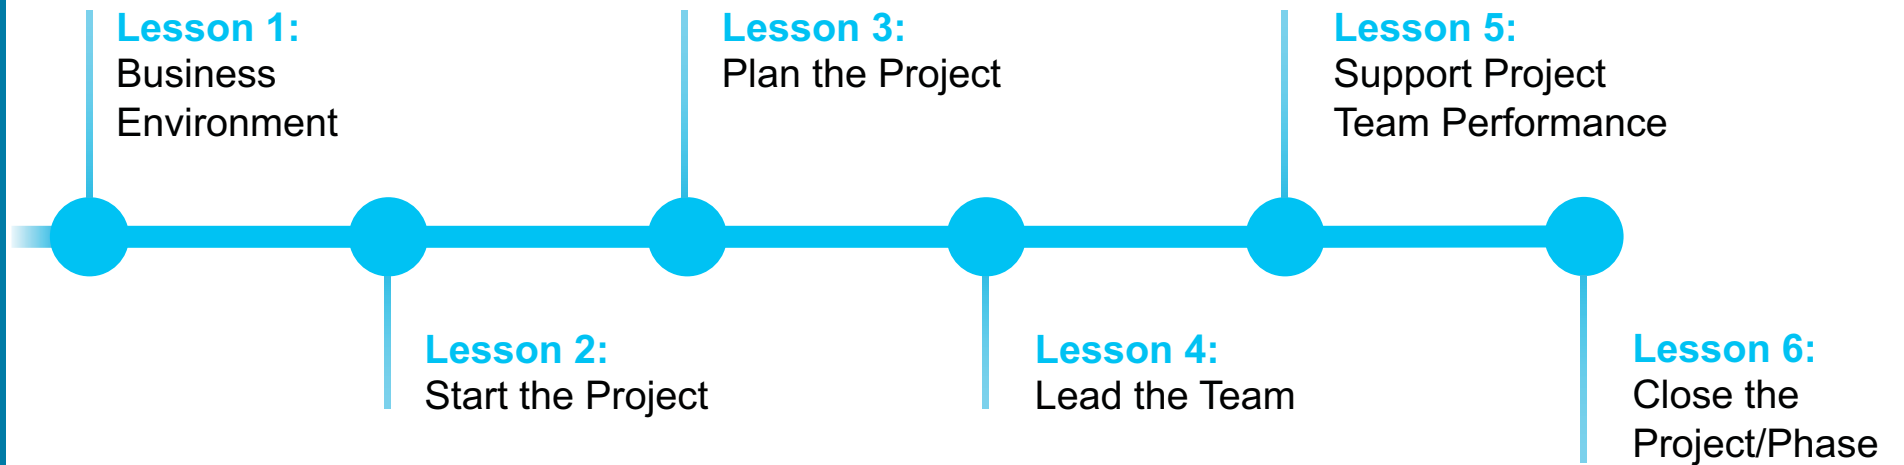 Lesson 1:
Business
Environment
Lesson 2:
Start the Project
Lesson 3:
Plan the Project
Lesson 4:
Lead the Team
Lesson 5:
Support Project
Team Performance
Lesson 6:
Close the
Project/Phase